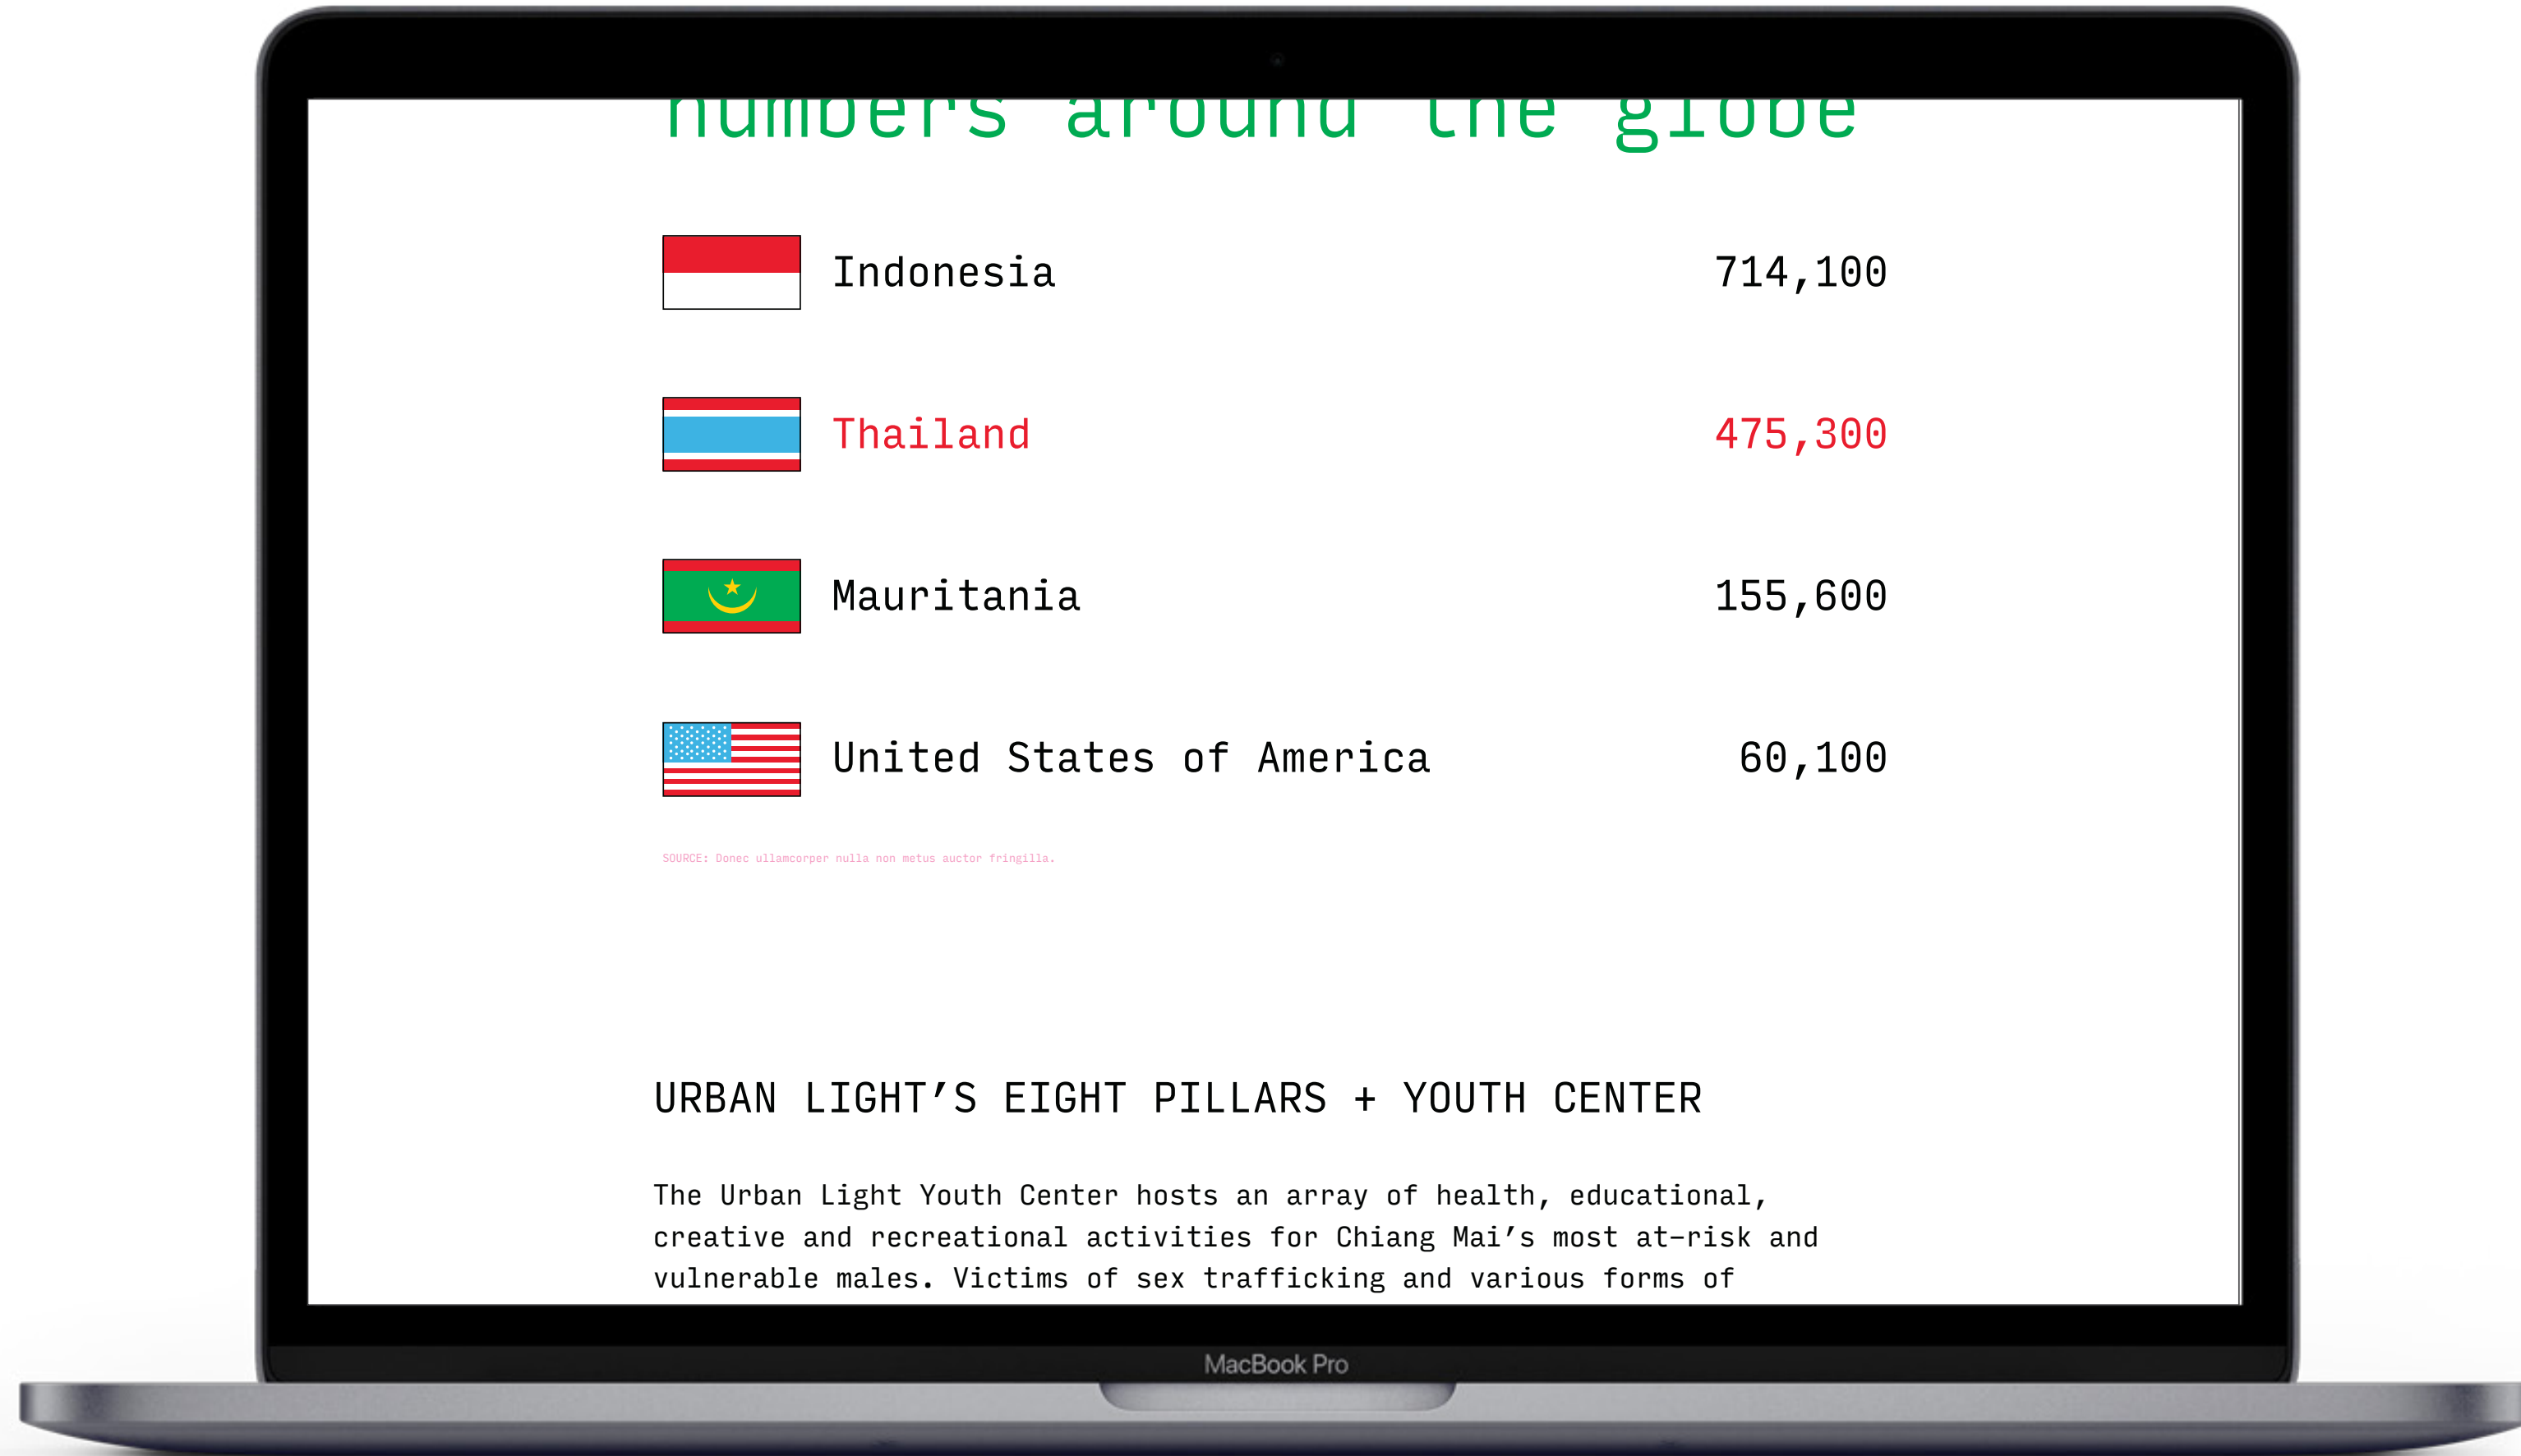 numbers around the globe
Indonesia 714,100
Thailand 475,300
Mauritania 155,600
United States of America 60,100
SOURCE: Donec ullamcorper nulla non metus auctor fringilla.
URBAN LIGHT’S EIGHT PILLARS + YOUTH CENTER
The Urban Light Youth Center hosts an array of health, educational,
creative and recreational activities for Chiang Mai’s most at-risk and
vulnerable males. Victims of sex trafficking and various forms of
MacBook Pro